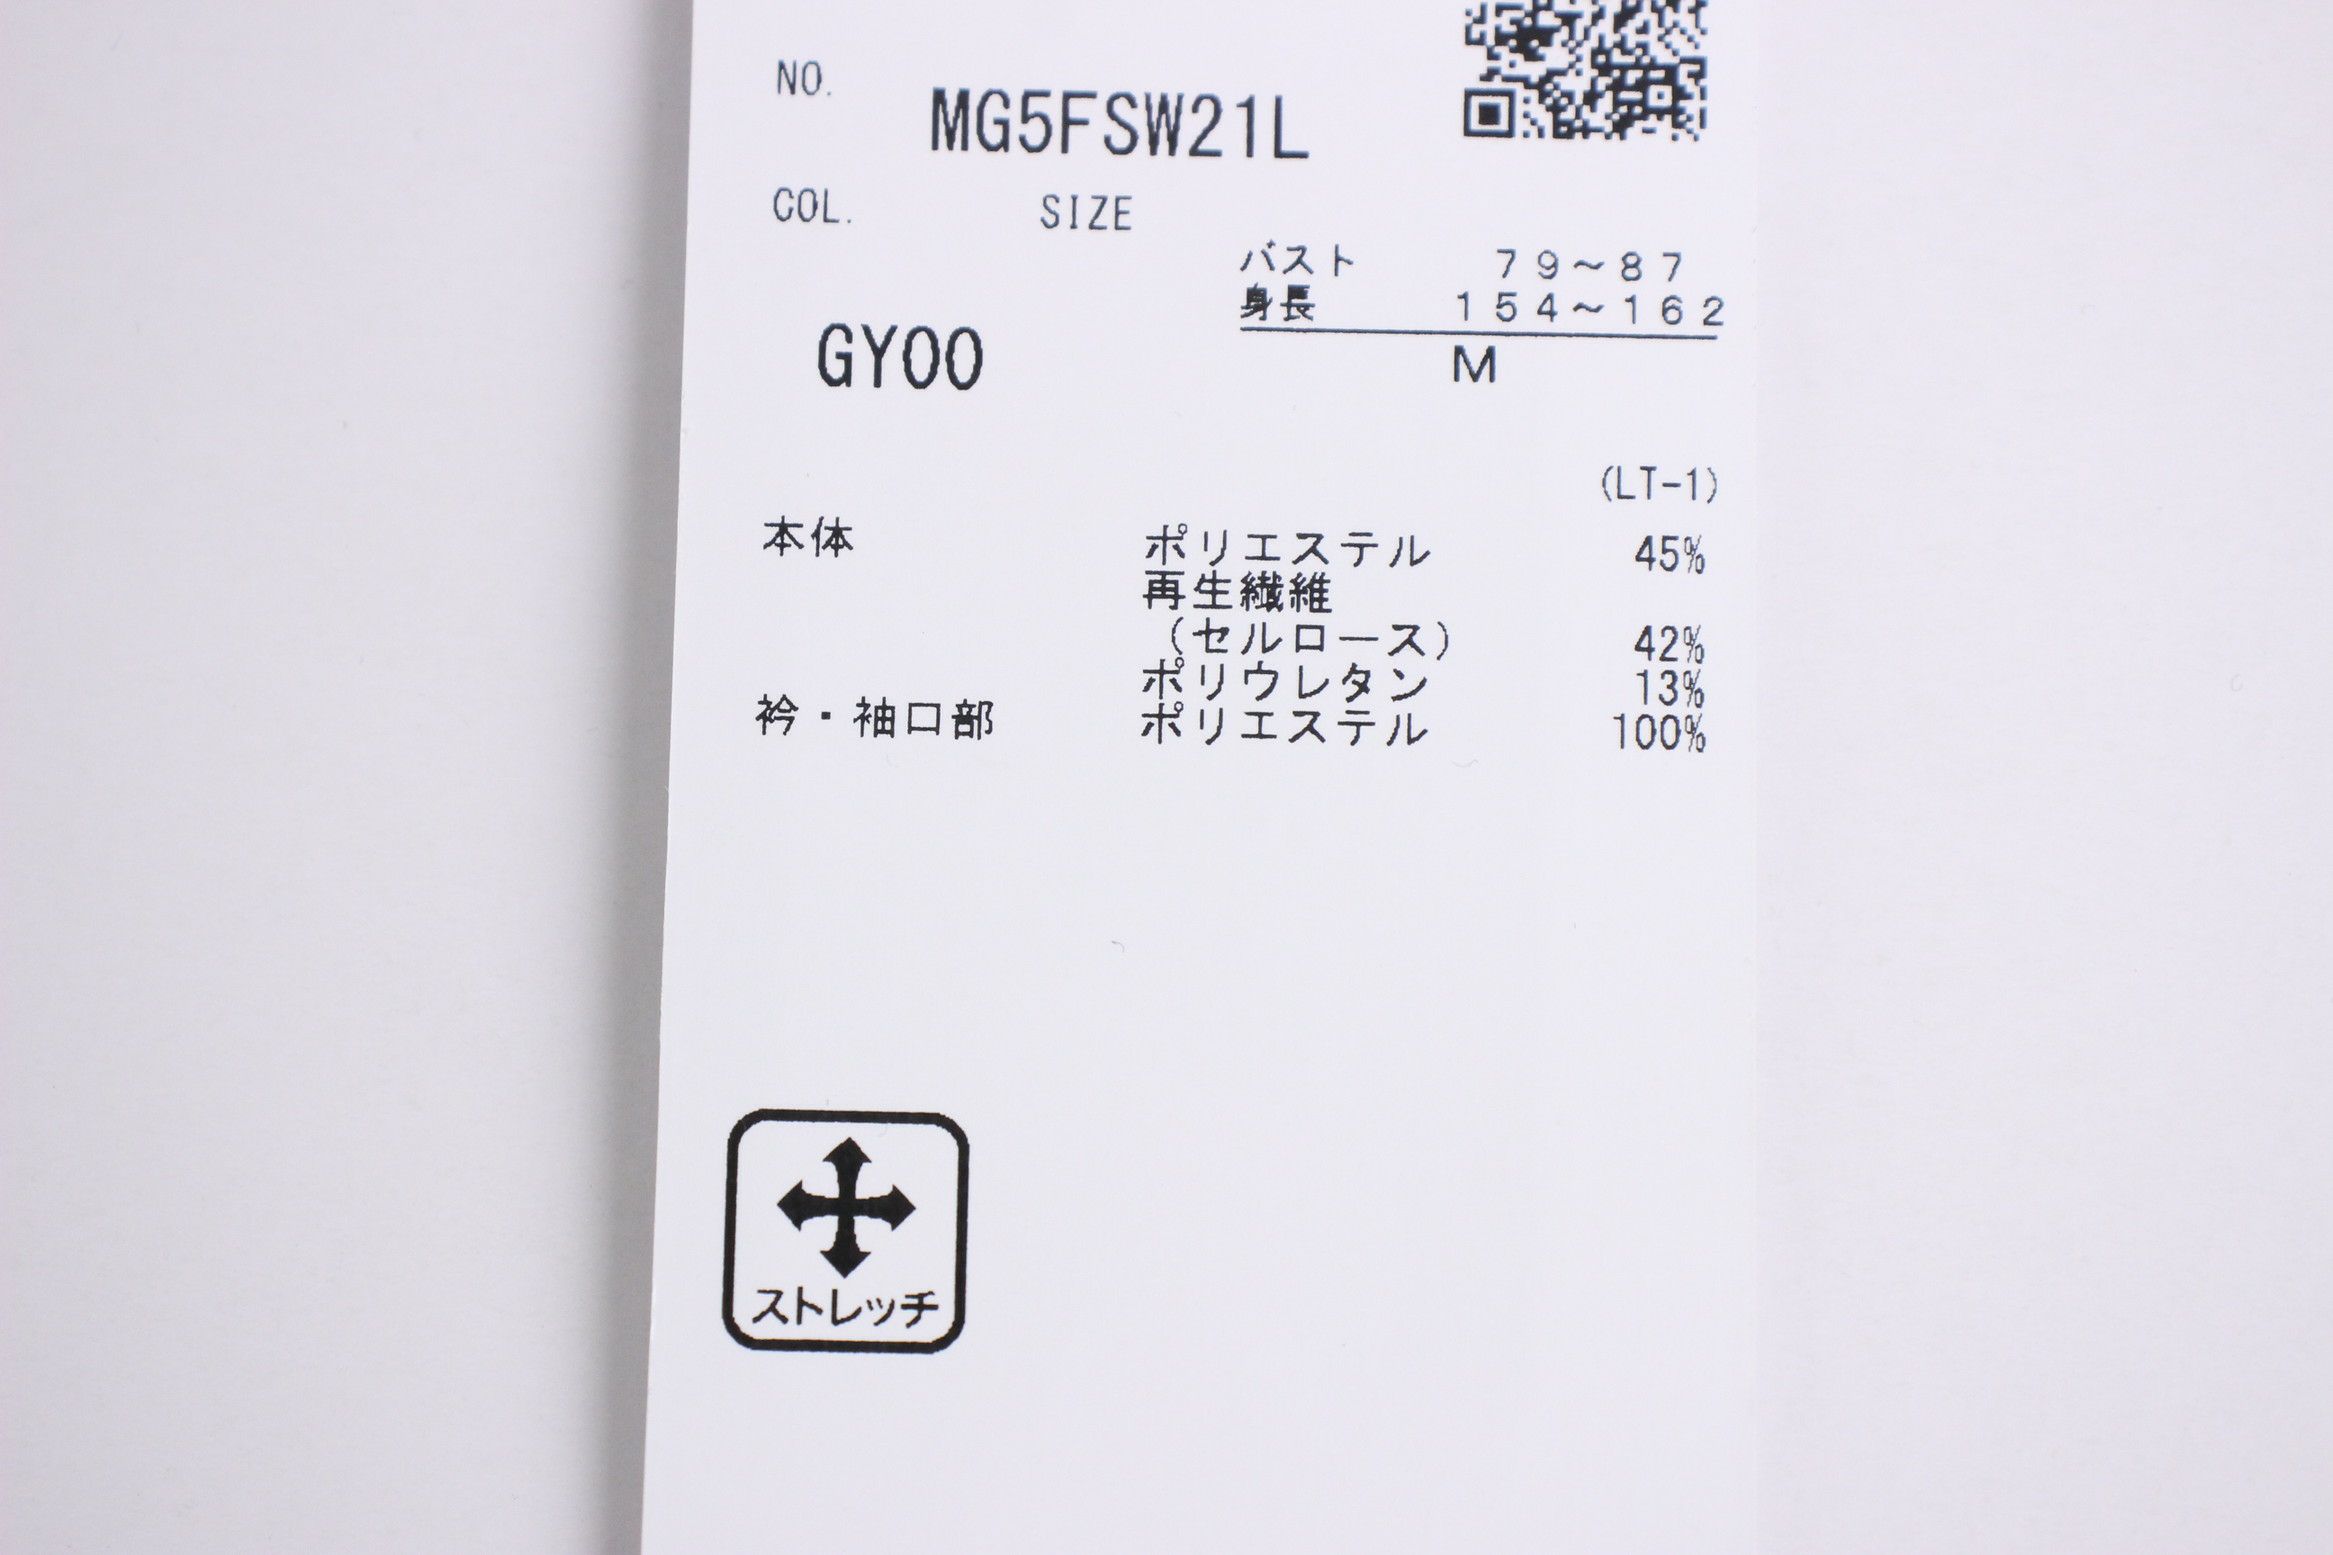 NO.
MG5FSW21L
COL. SIZE
バスト 79~87
身長 154~162
GY00 M
(LT-1)
本体 ポリエステル 45%
再生繊維
(セルロース) 42%
ポリウレタン 13%
衿・袖口部 ポリエステル 100%
ストレッチ